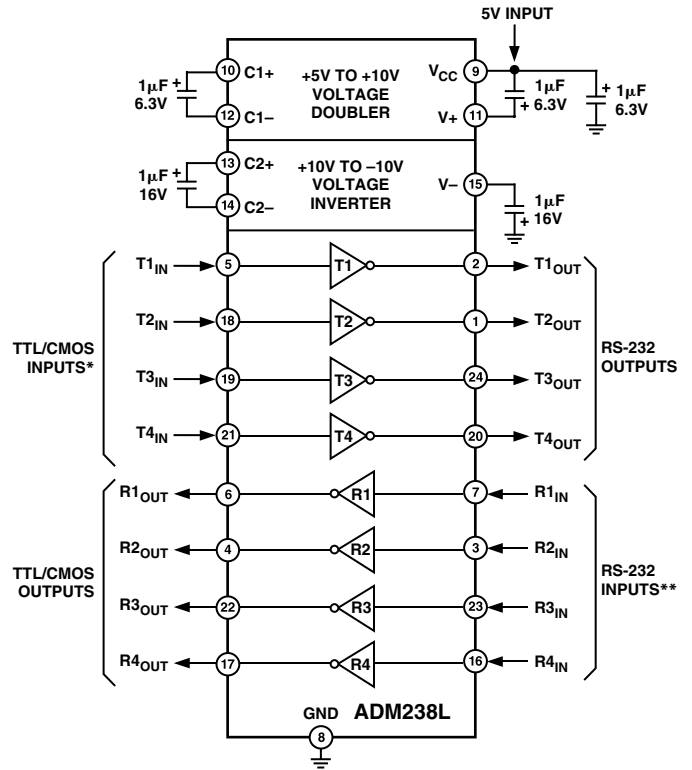 5V INPUT
1μF
6.3V
+
10
C1+
12
C1–
+5V TO +10V
VOLTAGE
DOUBLER
VCC
9
V+
11
1μF
+ 6.3V
+ 1μF
6.3V
1μF
16V
+
13
C2+
14
C2–
+10V TO –10V
VOLTAGE
INVERTER
V–
15
1μF
+ 16V
TTL/CMOS
INPUTS*
T1IN 5 T1 2 T1OUT
T2IN 18 T2 1 T2OUT
T3IN 19 T3 24 T3OUT
T4IN 21 T4 20 T4OUT
RS-232
OUTPUTS
TTL/CMOS
OUTPUTS
R1OUT 6 R1 7 R1IN
R2OUT 4 R2 3 R2IN
R3OUT 22 R3 23 R3IN
R4OUT 17 R4 16 R4IN
RS-232
INPUTS**
GND ADM238L
8